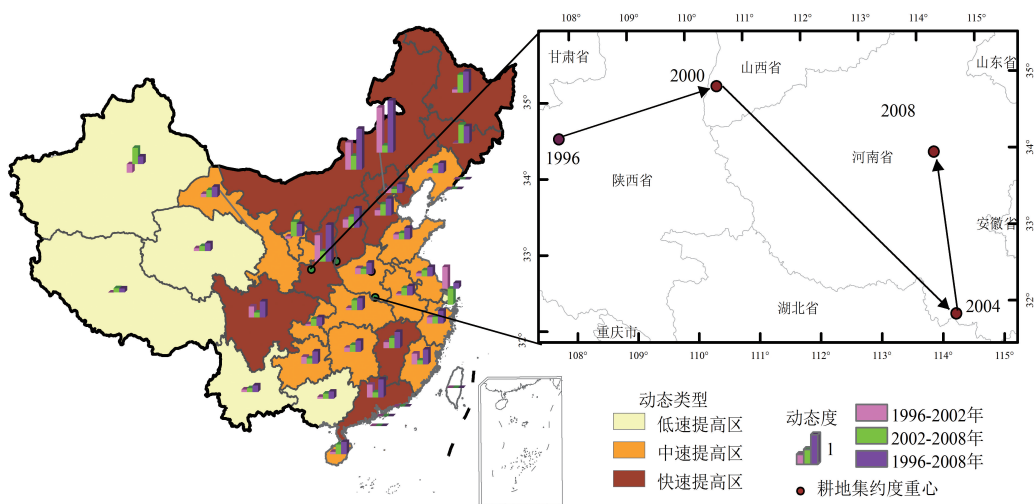 108° 109° 110° 111° 112° 113° 114° 115°
甘肃省
2000
山西省
山东省
35°
35°
2008
1996
34°
河南省
34°
陕西省
安徽省
33°
33°
湖北省
2004
32°
32°
重庆市
108° 109° 110° 111° 112° 113° 114° 115°
动态类型
低速提高区
中速提高区
快速提高区
动态度
1
1996-2002年
2002-2008年
1996-2008年
耕地集约度重心